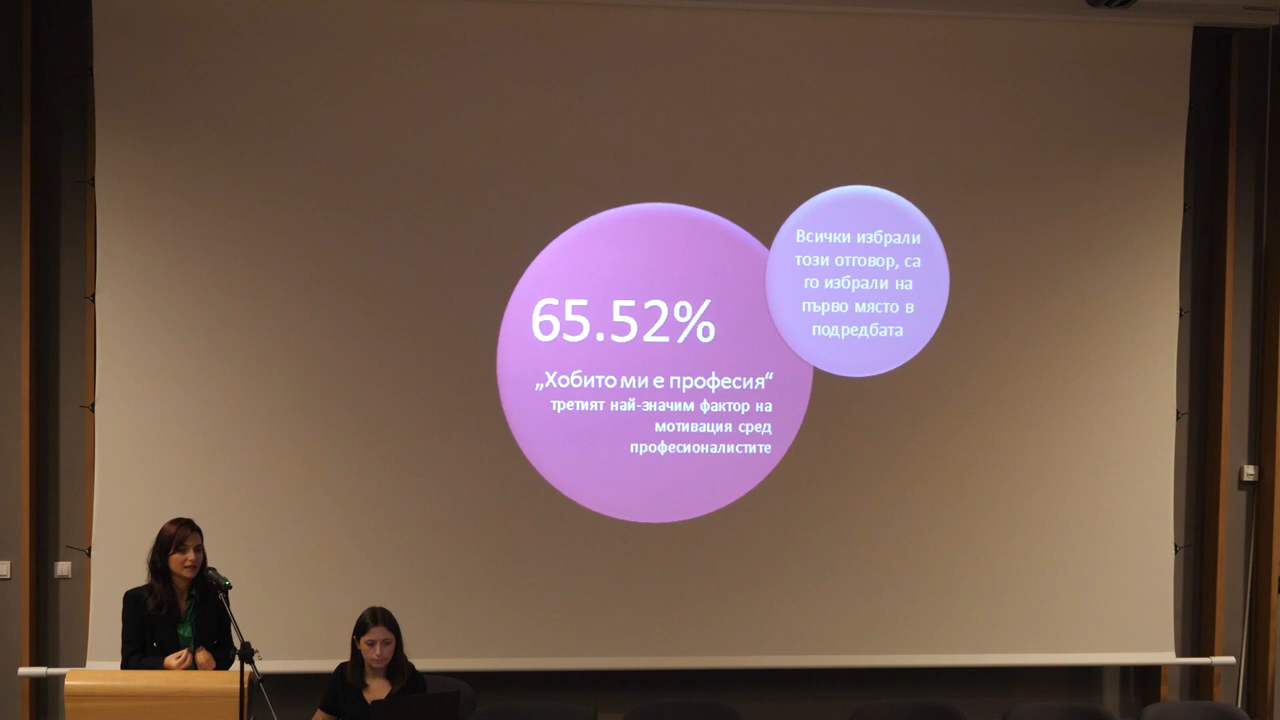 65.52%
„Хобито ми е професия“
третият най-значим фактор на
мотивация сред
професионалистите
Всички избрали
този отговор, са
го избрали на
първо място в
подредбата